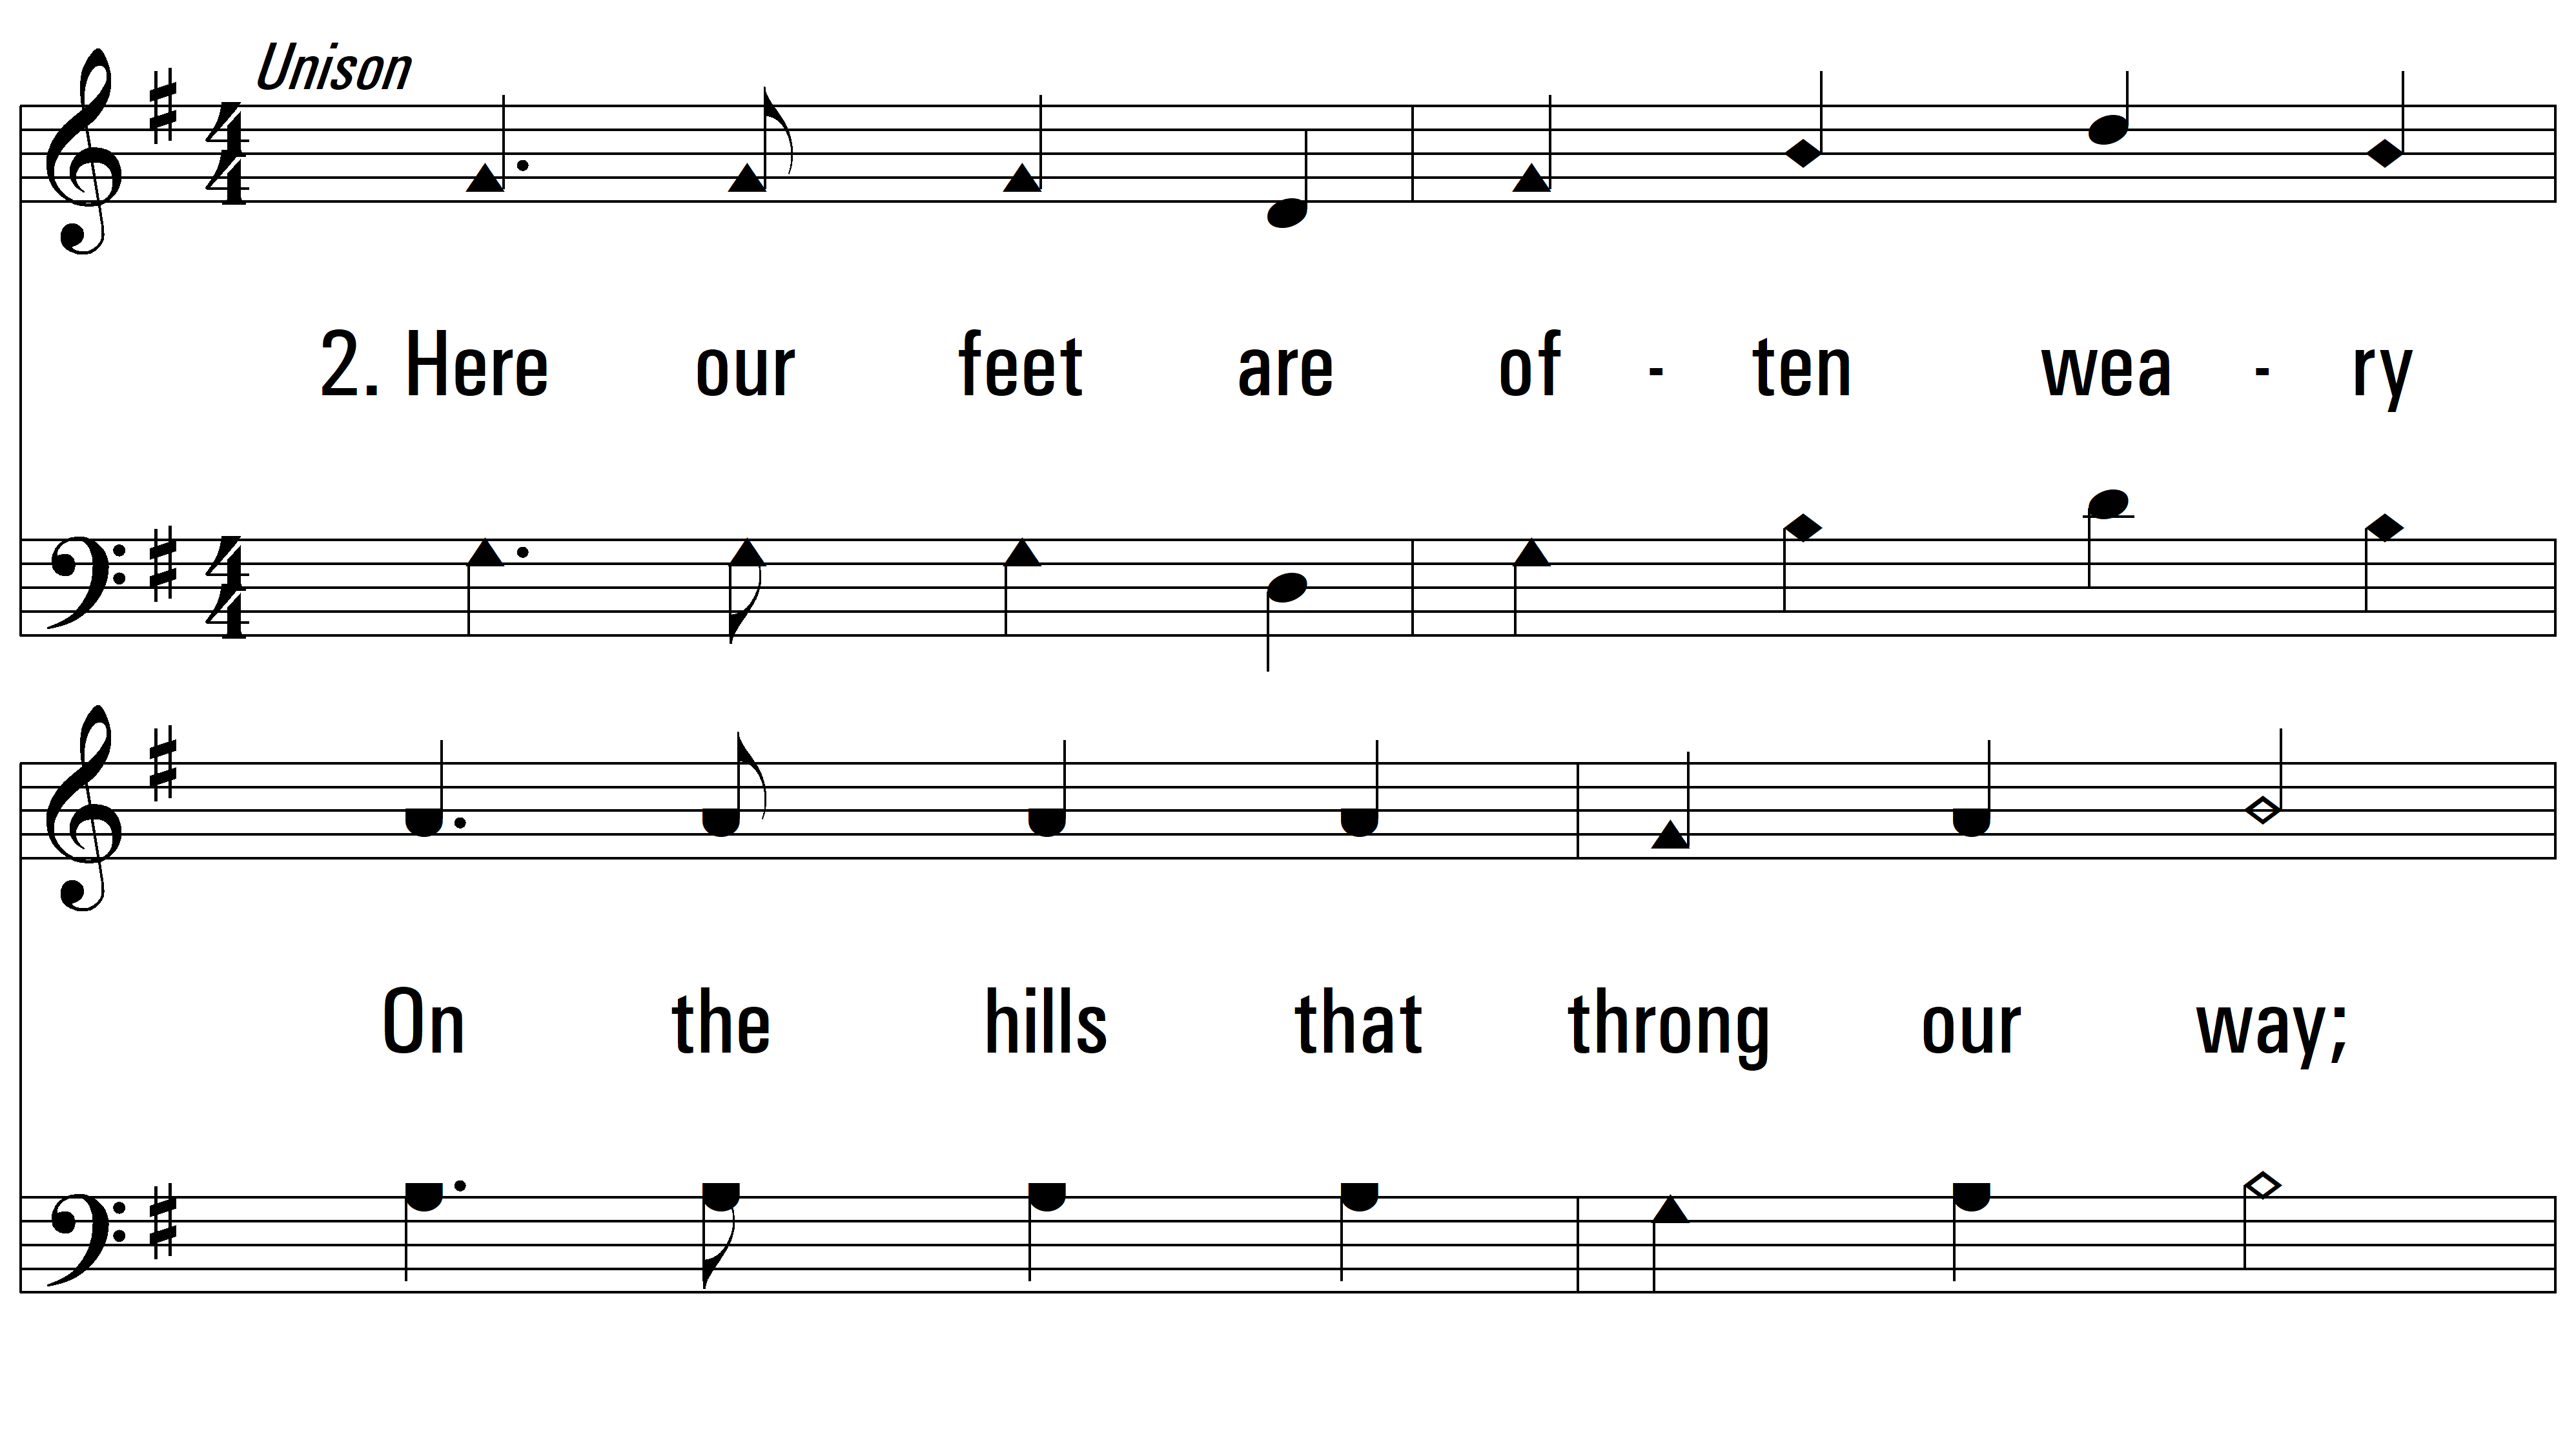 Unison
2. Here our feet are of - ten wea - ry
On the hills that throng our way;